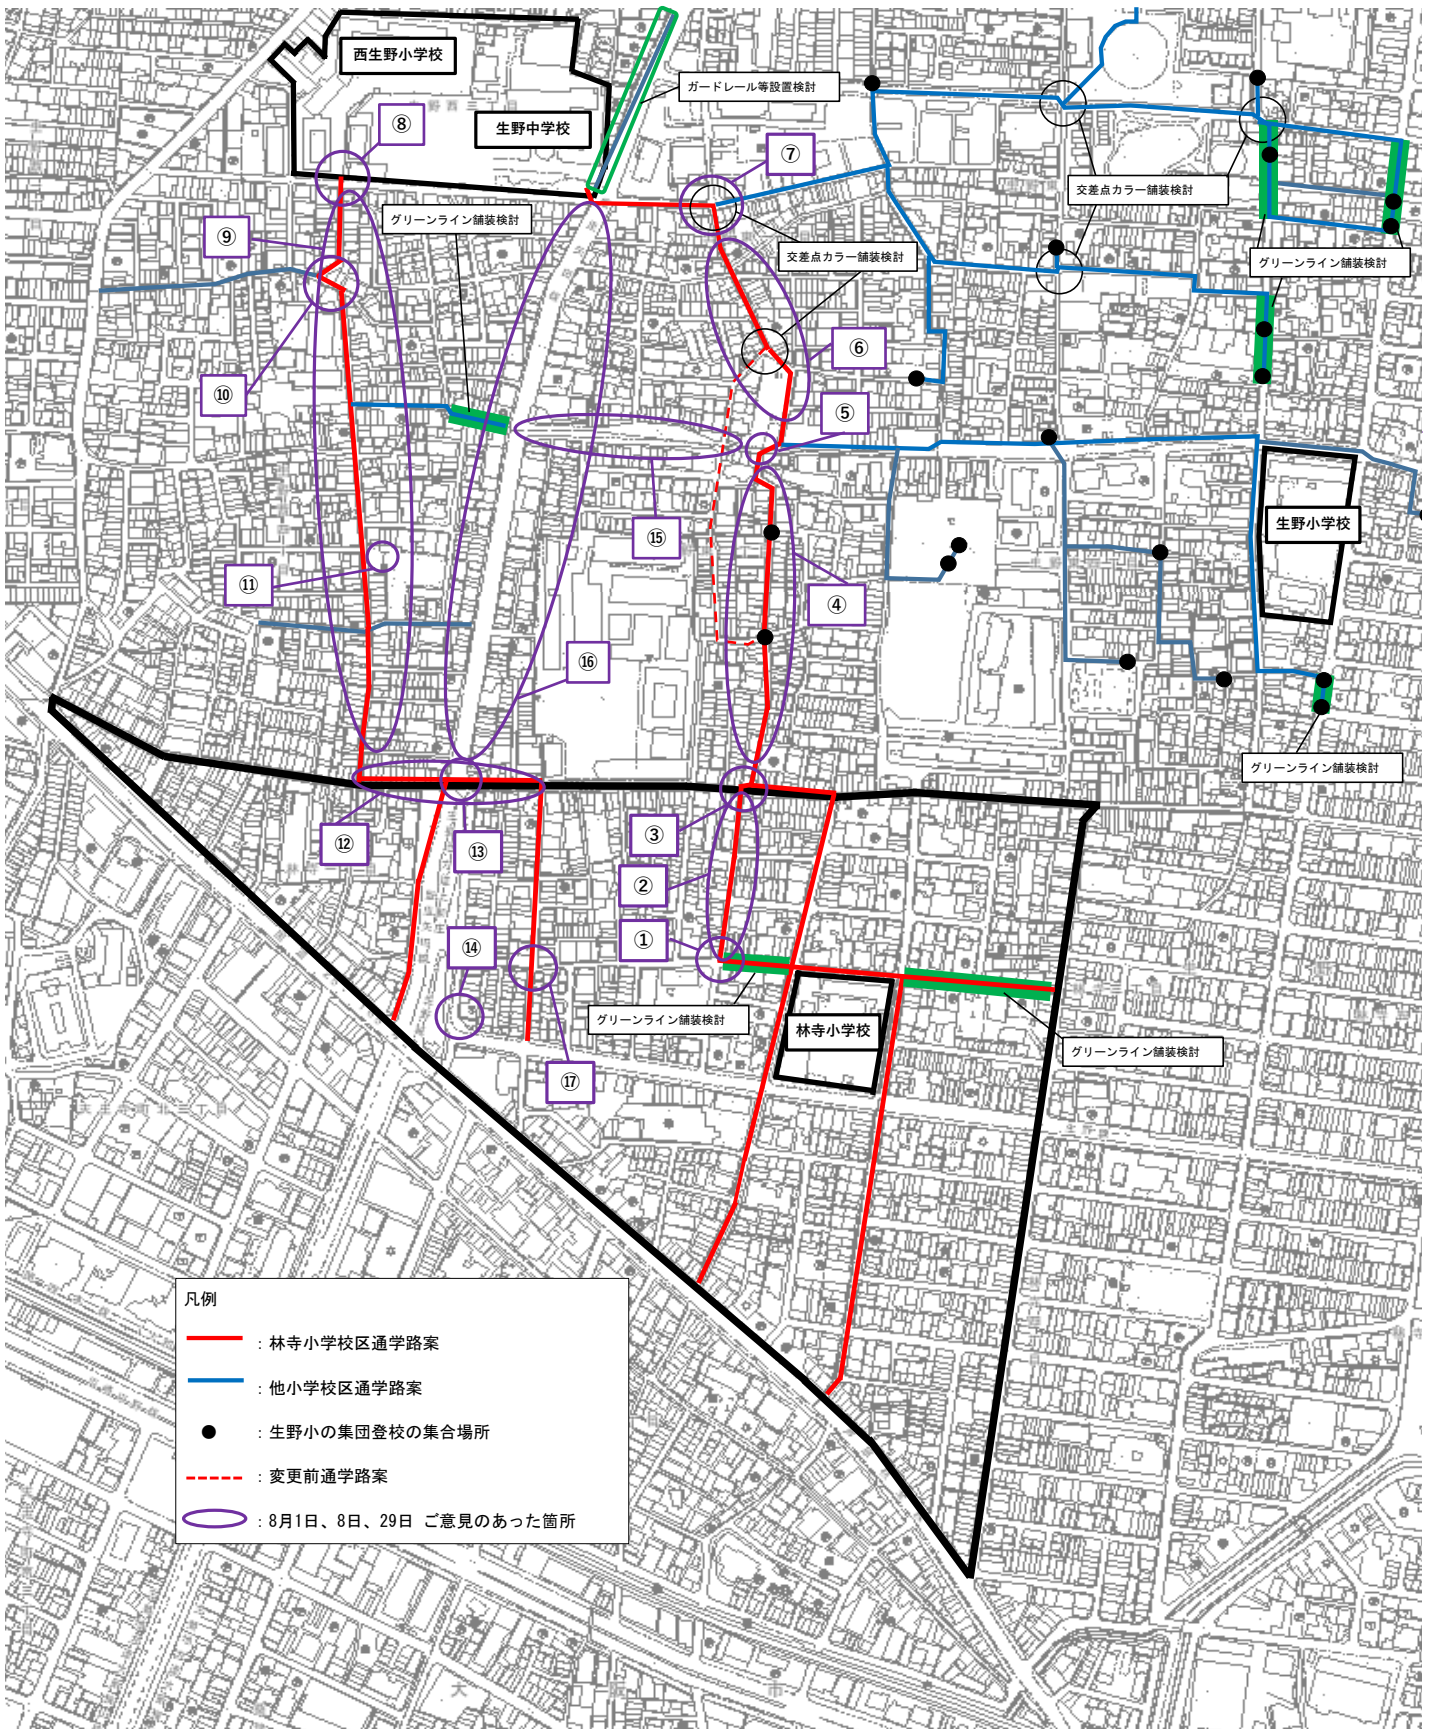 西生野小学校
ガードレール等設置検討
⑧
生野中学校
⑦
交差点カラー舗装検討
グリーンライン舗装検討
⑨
交差点カラー舗装検討
グリーンライン舗装検討
⑥
⑩
⑤
生野小学校
⑮
⑪
④
⑯
グリーンライン舗装検討
③
⑫
⑬
②
①
⑭
グリーンライン舗装検討
林寺小学校
グリーンライン舗装検討
⑰
凡例
：林寺小学校区通学路案
：他小学校区通学路案
：生野小の集団登校の集合場所
：変更前通学路案
：8月1日、8日、29日 ご意見のあった箇所
大 阪 市